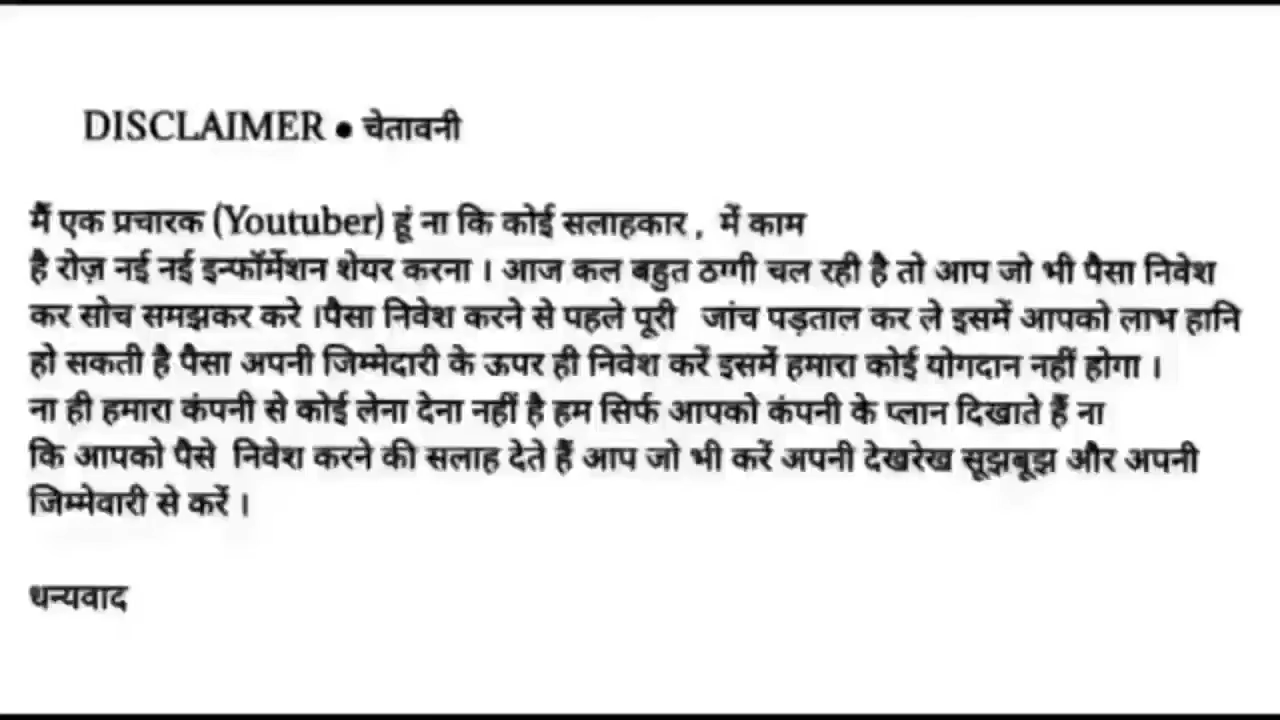 DISCLAIMER • चेतावनी
मैं एक प्रचारक (Youtuber) हूं ना कि कोई सलाहकार , में काम
है रोज़ नई नई इन्फॉर्मेशन शेयर करना । आज कल बहुत ठग्गी चल रही है तो आप जो भी पैसा निवेश
कर सोच समझकर करे ।पैसा निवेश करने से पहले पूरी जांच पड़ताल कर ले इसमें आपको लाभ हानि
हो सकती है पैसा अपनी जिम्मेदारी के ऊपर ही निवेश करें इसमें हमारा कोई योगदान नहीं होगा ।
ना ही हमारा कंपनी से कोई लेना देना नहीं है हम सिर्फ आपको कंपनी के प्लान दिखाते हैं ना
कि आपको पैसे निवेश करने की सलाह देते हैं आप जो भी करें अपनी देखरेख सूझबूझ और अपनी
जिम्मेवारी से करें ।
धन्यवाद